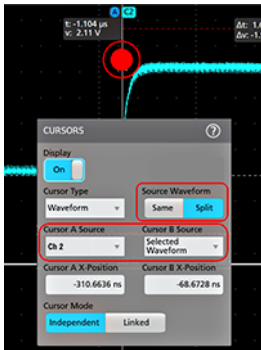 A C2
t: -1.104 µs
v: 2.11 V
Δt: 1.
Δv: -1.
CURSORS
?
Display
On
Cursor Type
Source Waveform
Waveform
Same Split
Cursor A Source
Cursor B Source
Ch 2
Selected
Waveform
Cursor A X-Position
Cursor B X-Position
-310.6636 ns
-68.6728 ns
Cursor Mode
Independent Linked